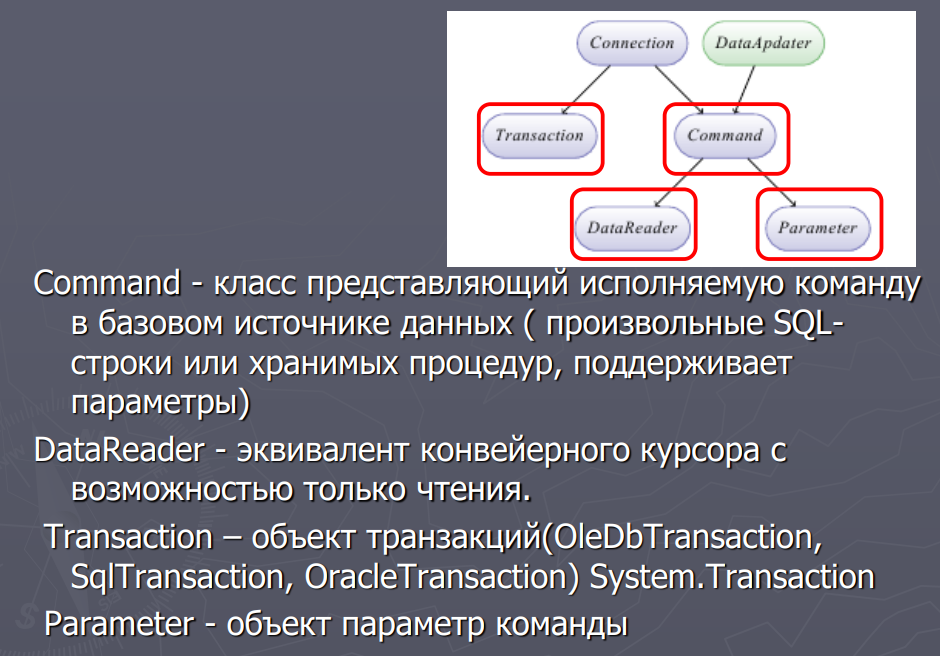 Connection DataApdater
Transaction Command
DataReader Parameter
Command - класс представляющий исполняемую команду
в базовом источнике данных ( произвольные SQL-
строки или хранимых процедур, поддерживает
параметры)
DataReader - эквивалент конвейерного курсора с
возможностью только чтения.
Transaction – объект транзакций(OleDbTransaction,
SqlTransaction, OracleTransaction) System.Transaction
Parameter - объект параметр команды